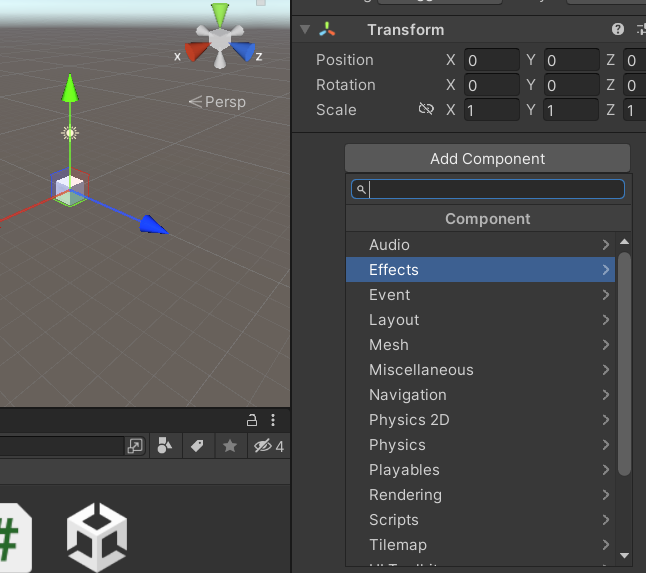 Transform
Position X 0 Y 0 Z 0
Rotation X 0 Y 0 Z 0
Scale X 1 Y 1 Z 1
x z
Persp
Add Component
Component
Audio
Effects
Event
Layout
Mesh
Miscellaneous
Navigation
Physics 2D
Physics
Playables
Rendering
Scripts
Tilemap
4
#